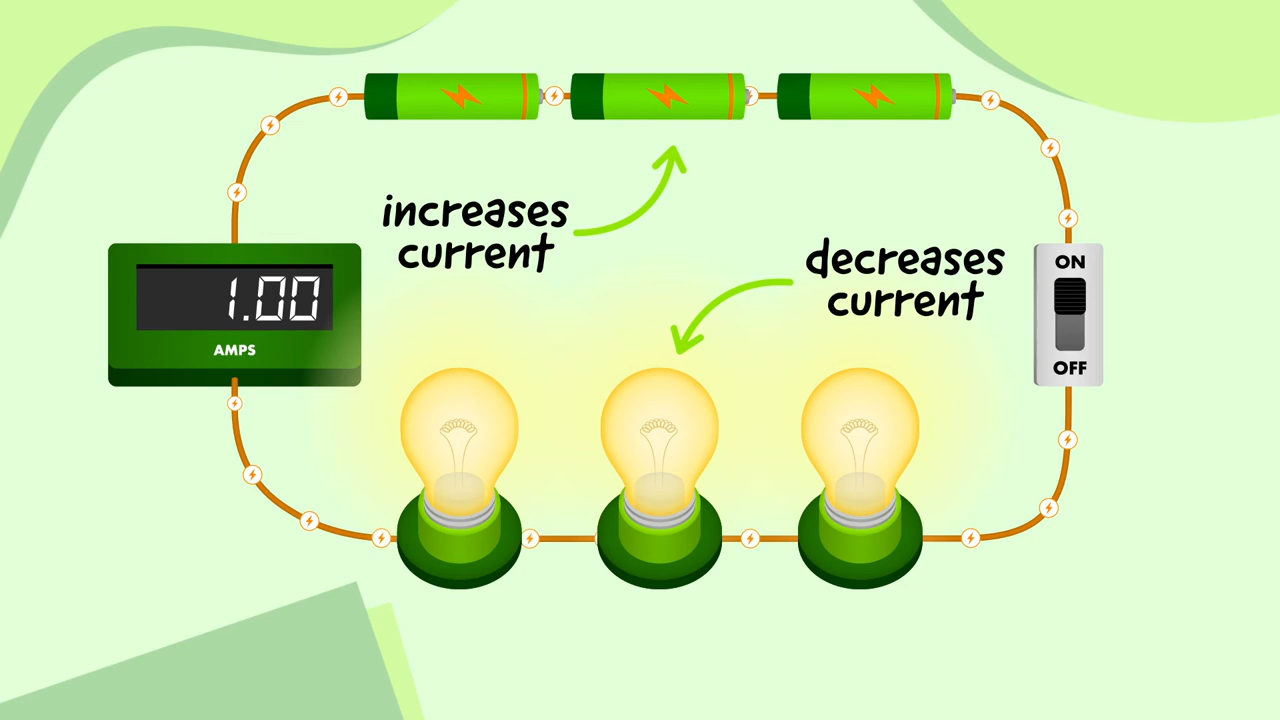 increases
current
decreases
current
ON
OFF
1.00
AMPS